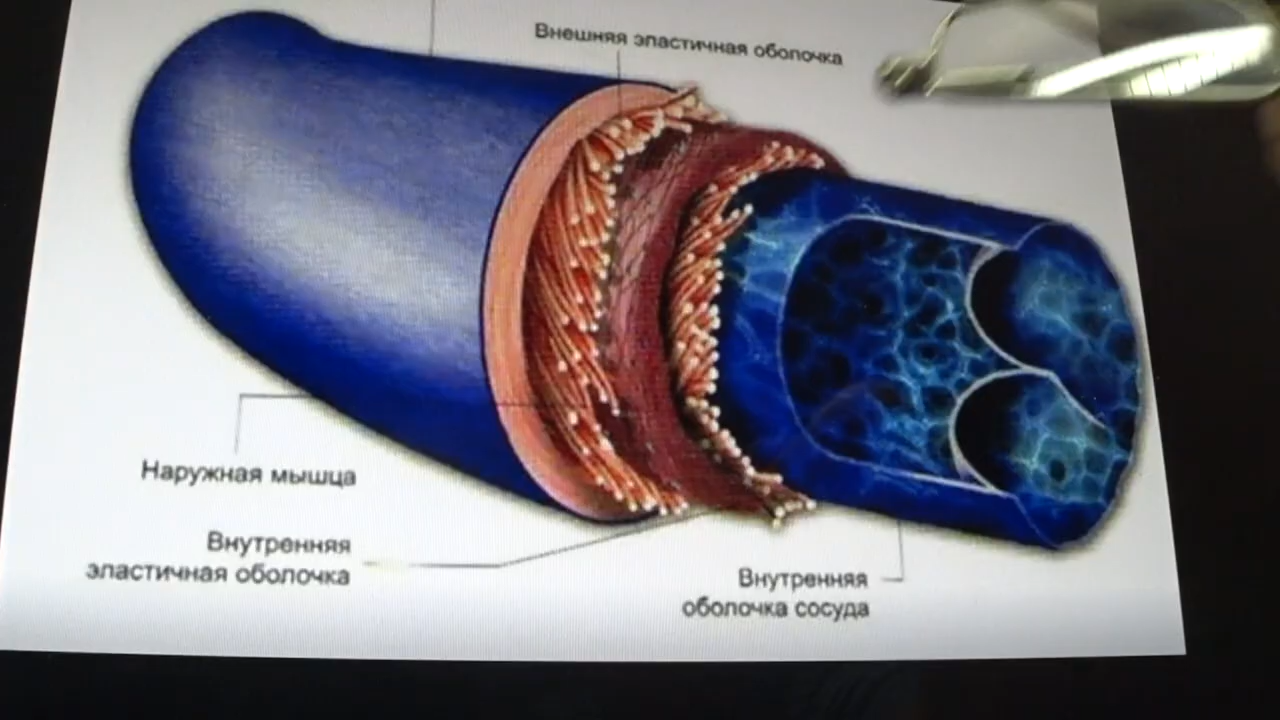 Внешняя эластичная оболочка
Наружная мышца
Внутренняя
эластичная оболочка
Внутренняя
оболочка сосуда